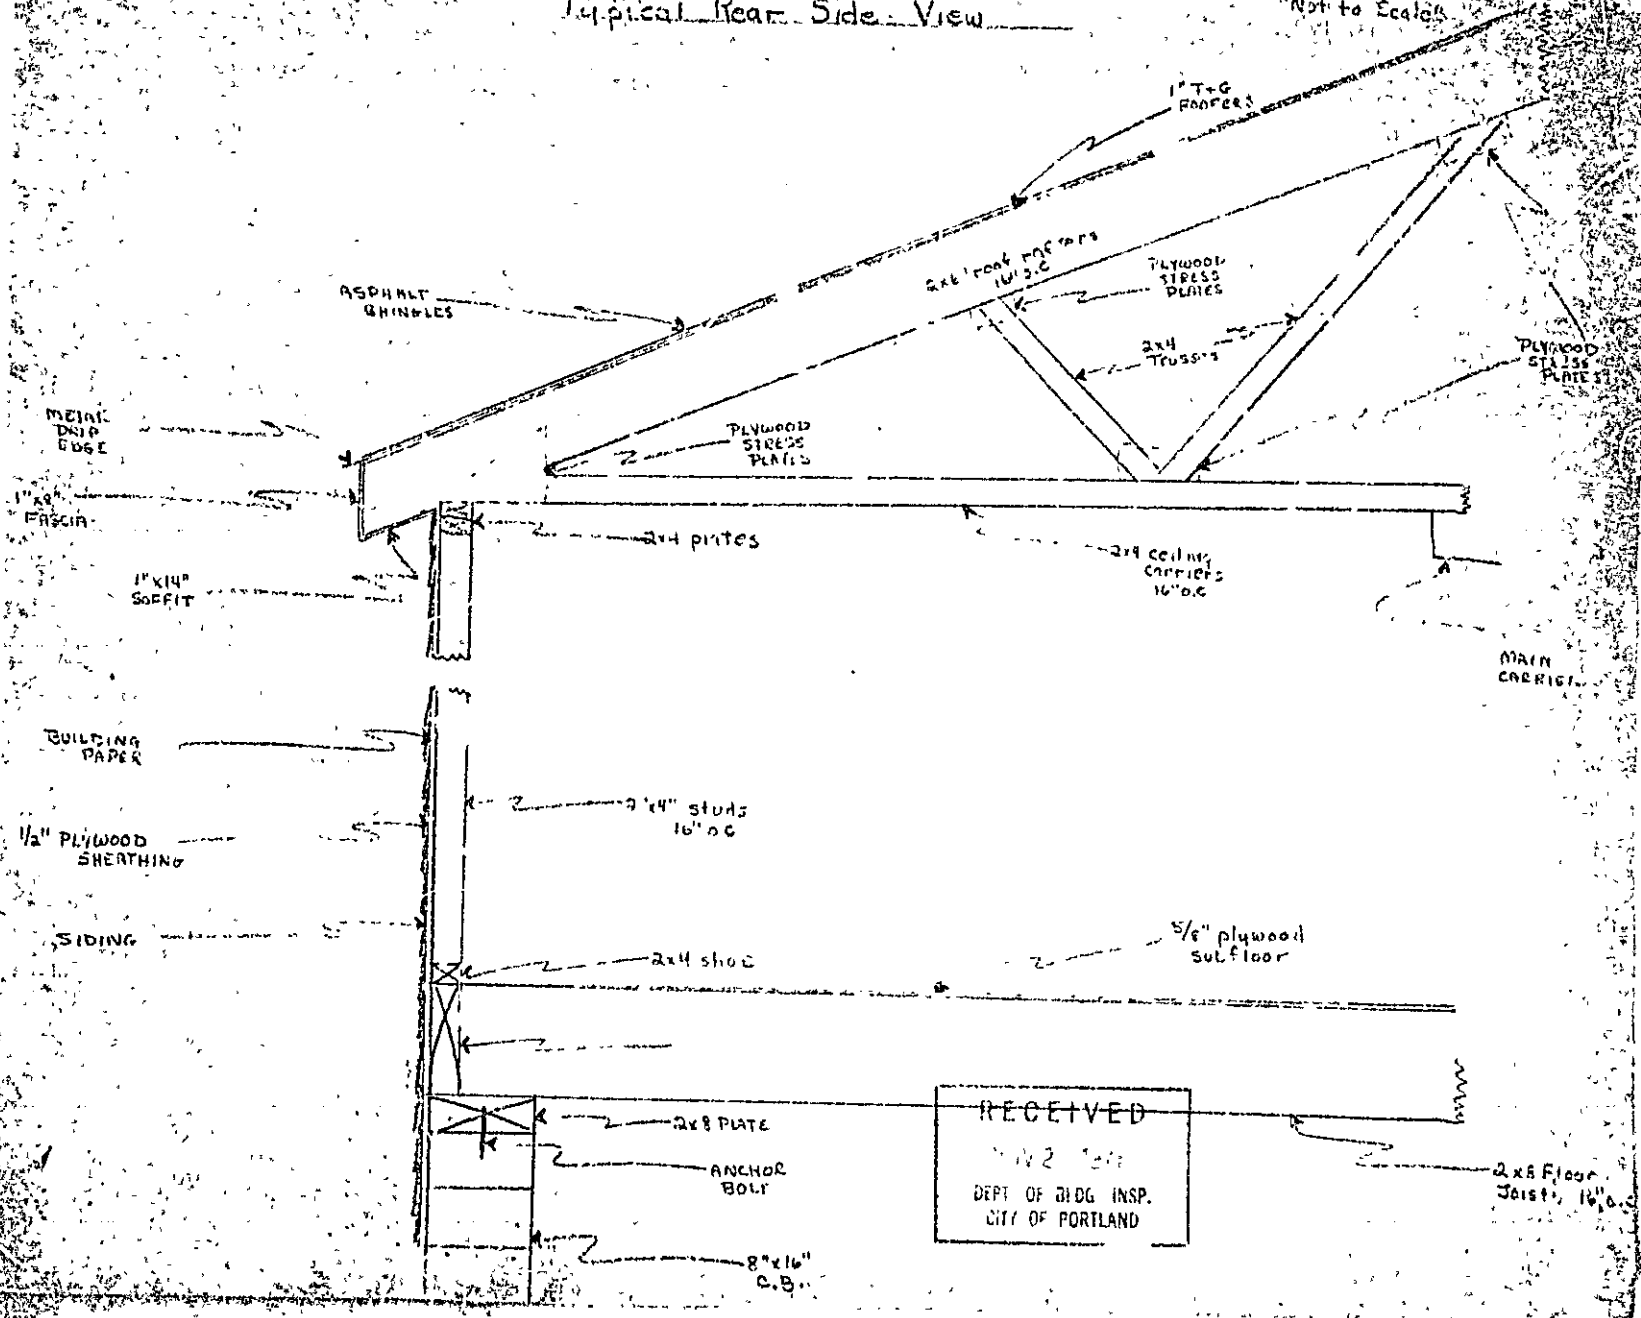 Typical Rear Side View
Not to Scale
1" T+G
ROOFERS
2x6" roof rafters
16" O.C
PLYWOOD
STRESS
PLATES
ASPHALT
SHINGLES
2x4
Trusses
PLYWOOD
STRESS
PLATES
METAL
DRIP
EDGE
PLYWOOD
STRESS
PLATES
1"x8"
FASCIA
2x4 plates
2x4 ceiling
carriers
16" O.C
1"x14"
SOFFIT
MAIN
CARRIER
BUILDING
PAPER
2"x4" studs
16" O C
1/2" PLYWOOD
SHEATHING
SIDING
5/8" plywood
subfloor
2x4 shoe
RECEIVED
DEPT OF BLDG INSP.
CITY OF PORTLAND
2x8 PLATE
ANCHOR
BOLT
2x8 Floor
Joists 16" O.
8"x16"
C.B.